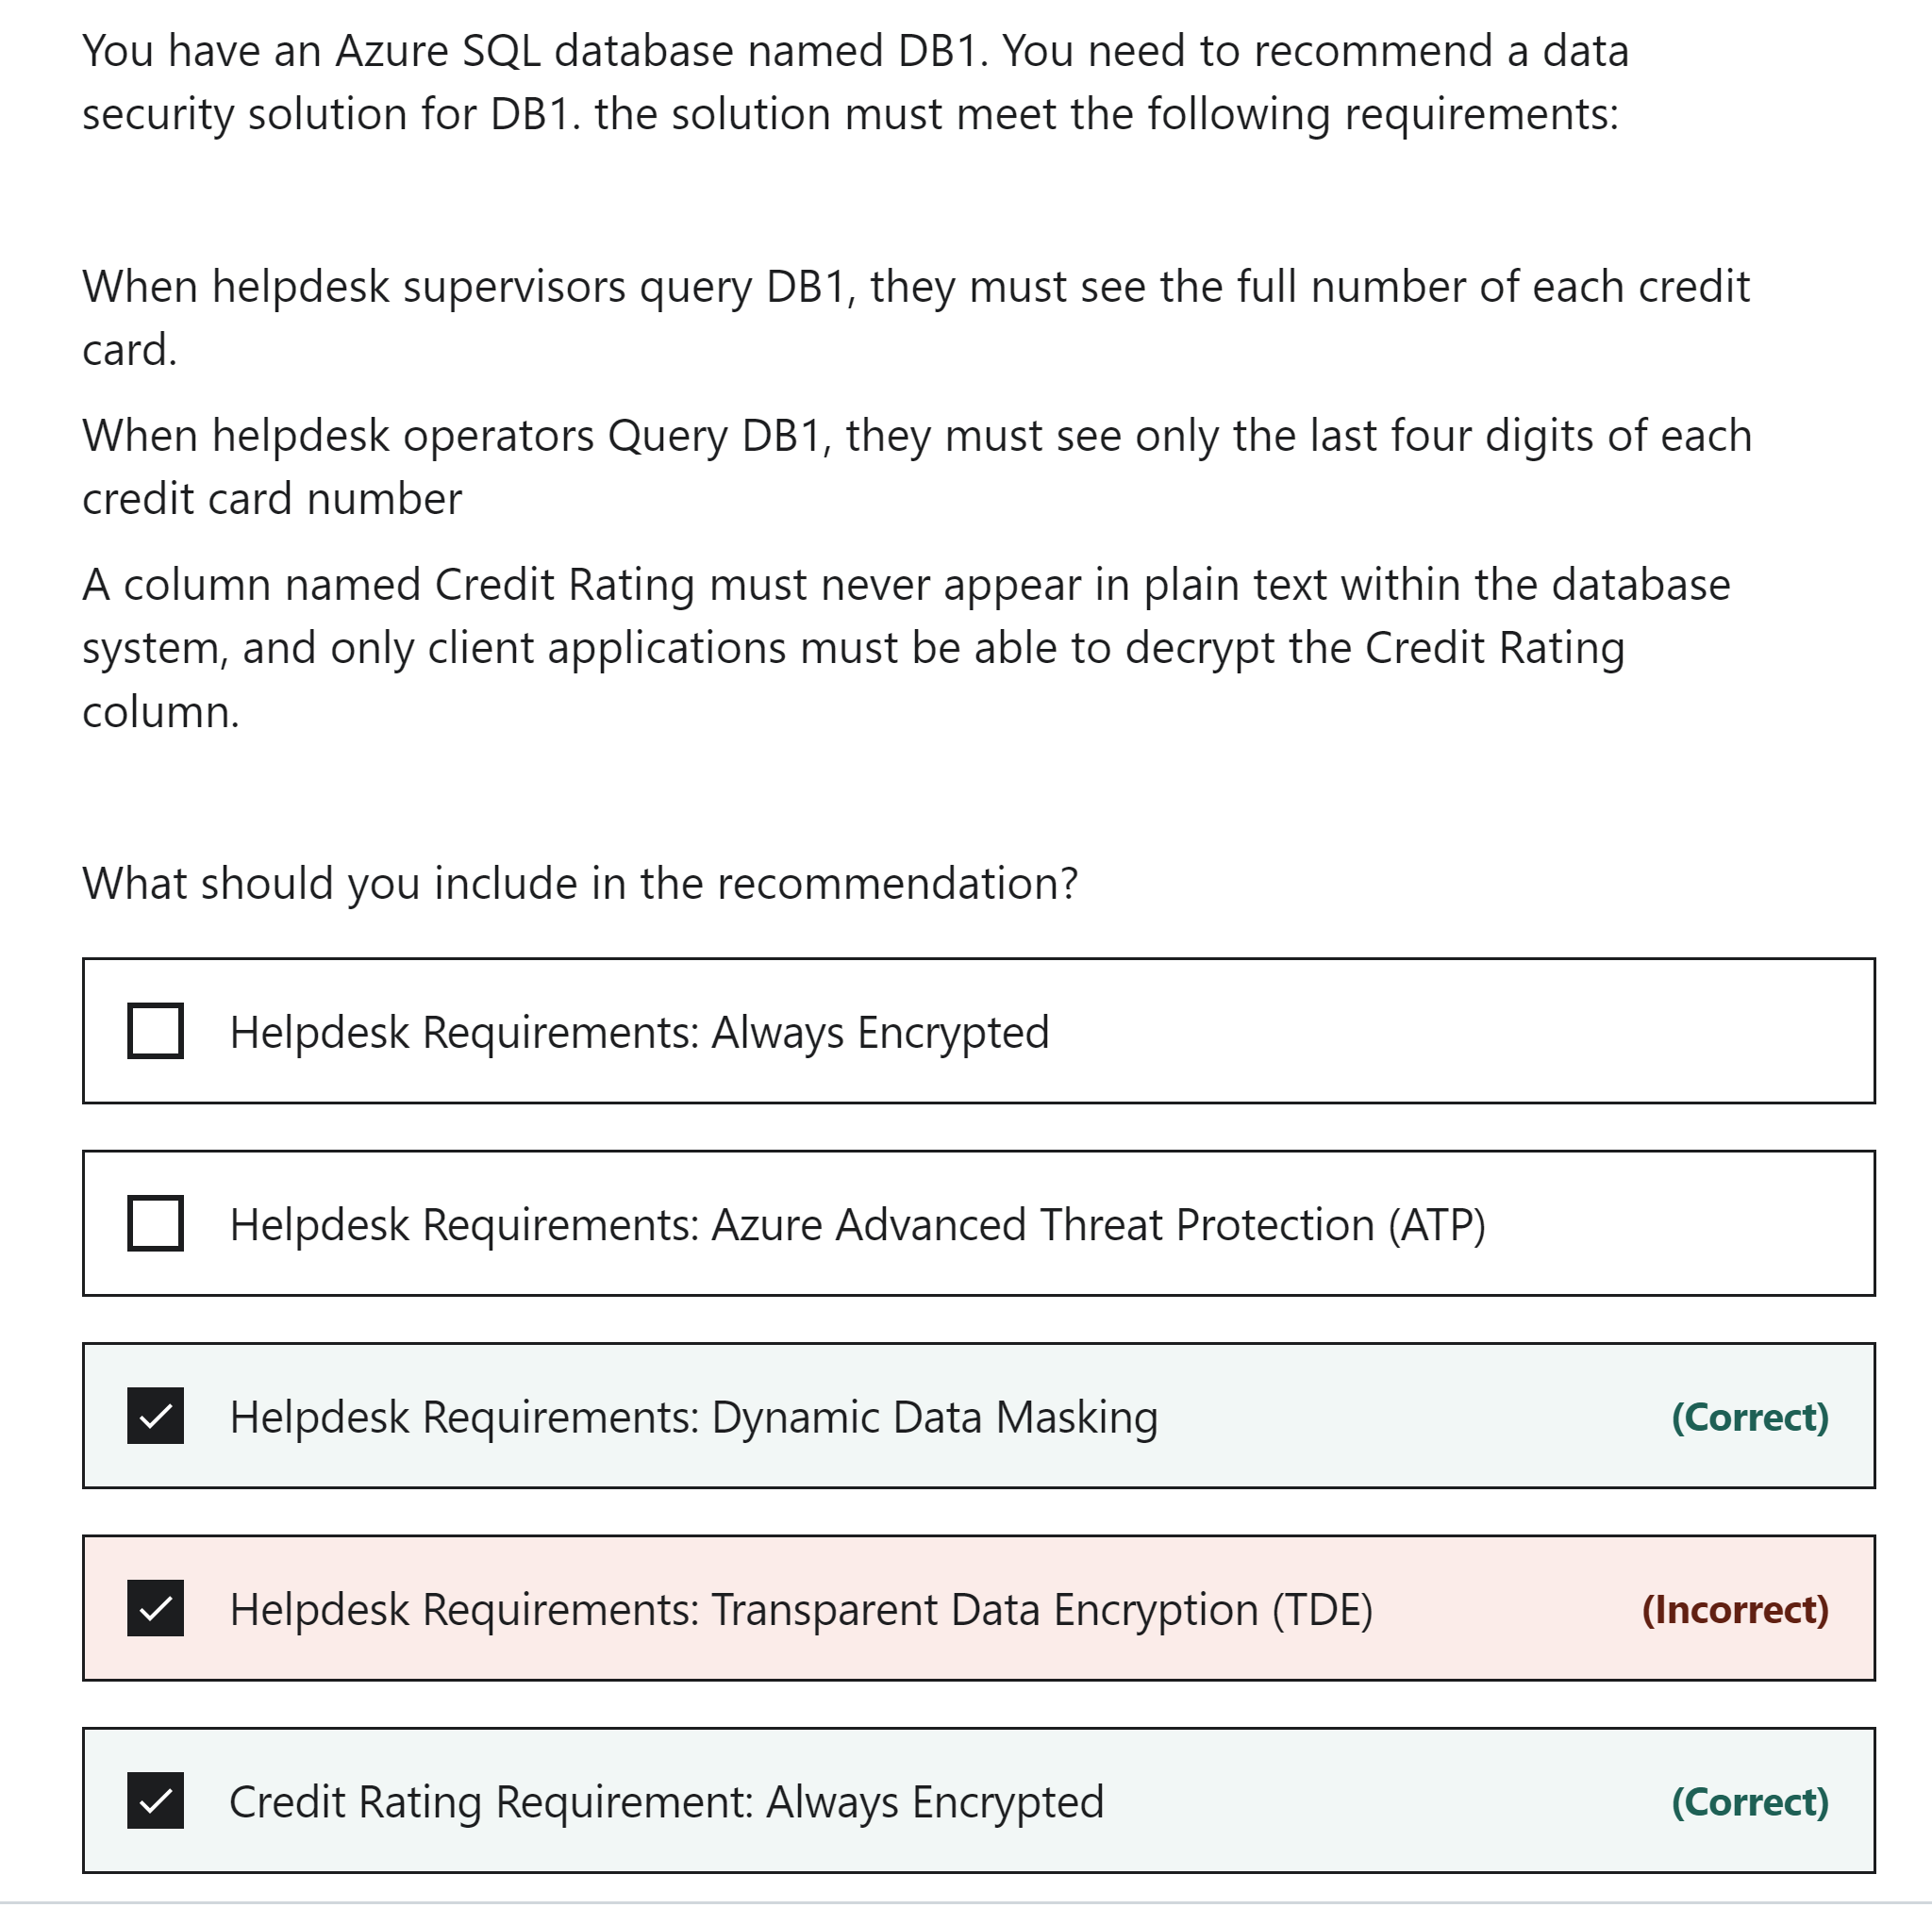 You have an Azure SQL database named DB1. You need to recommend a data
security solution for DB1. the solution must meet the following requirements:
When helpdesk supervisors query DB1, they must see the full number of each credit
card.
When helpdesk operators Query DB1, they must see only the last four digits of each
credit card number
A column named Credit Rating must never appear in plain text within the database
system, and only client applications must be able to decrypt the Credit Rating
column.
What should you include in the recommendation?
Helpdesk Requirements: Always Encrypted
Helpdesk Requirements: Azure Advanced Threat Protection (ATP)
Helpdesk Requirements: Dynamic Data Masking (Correct)
Helpdesk Requirements: Transparent Data Encryption (TDE) (Incorrect)
Credit Rating Requirement: Always Encrypted (Correct)